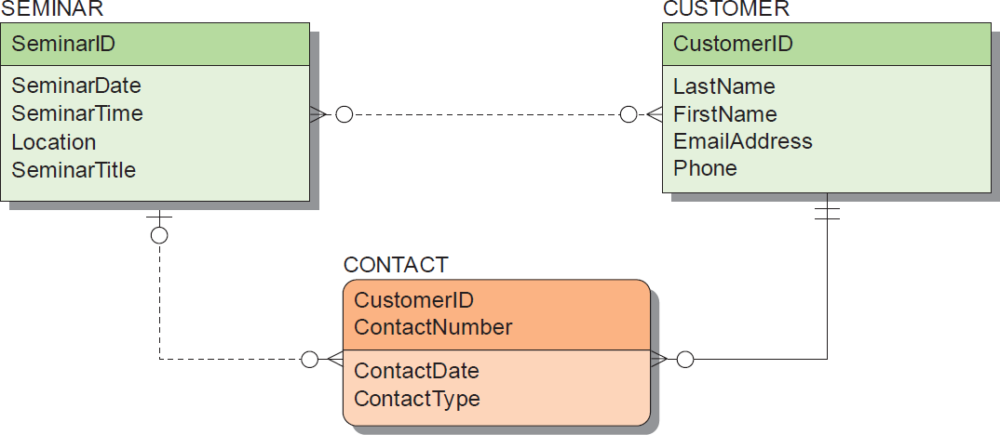 SEMINAR
SeminarID
SeminarDate
SeminarTime
Location
SeminarTitle
CUSTOMER
CustomerID
LastName
FirstName
EmailAddress
Phone
CONTACT
CustomerID
ContactNumber
ContactDate
ContactType